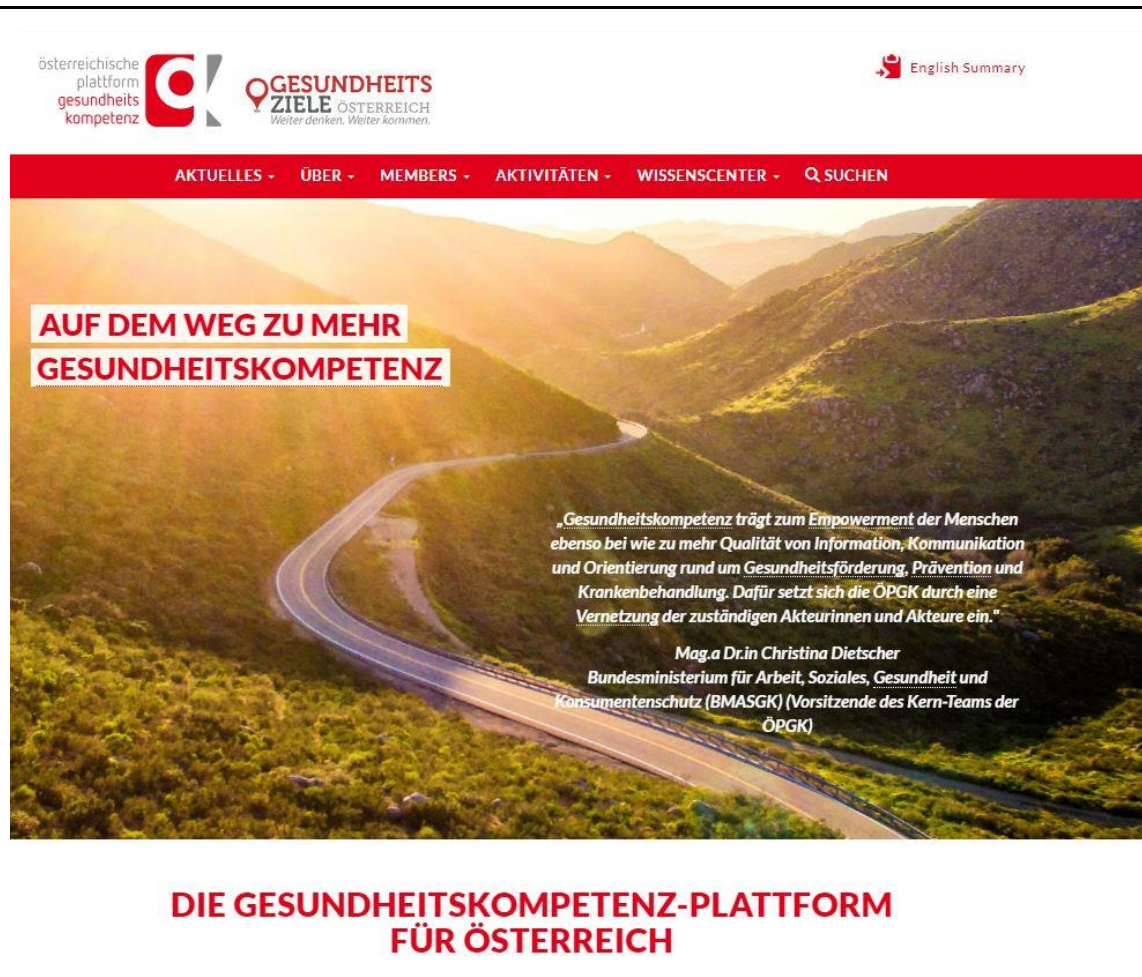 österreichische
plattform
gesundheits
kompetenz
GESUNDHEITS
ZIELE ÖSTERREICH
Weiter denken. Weiter kommen.
English Summary
AKTUELLES ÜBER MEMBERS AKTIVITÄTEN WISSENSCENTER SUCHEN
AUF DEM WEG ZU MEHR
GESUNDHEITSKOMPETENZ
„Gesundheitskompetenz trägt zum Empowerment der Menschen
ebenso bei wie zu mehr Qualität von Information, Kommunikation
und Orientierung rund um Gesundheitsförderung, Prävention und
Krankenbehandlung. Dafür setzt sich die ÖPGK durch eine
Vernetzung der zuständigen Akteurinnen und Akteure ein."
Mag.a Dr.in Christina Dietscher
Bundesministerium für Arbeit, Soziales, Gesundheit und
Konsumentenschutz (BMASGK) (Vorsitzende des Kern-Teams der
ÖPGK)
DIE GESUNDHEITSKOMPETENZ-PLATTFORM
FÜR ÖSTERREICH